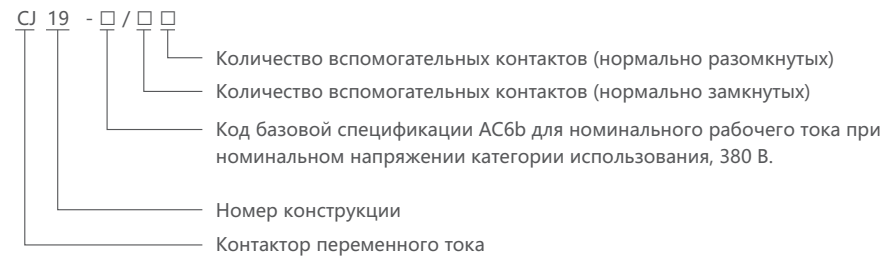 CJ 19 - □ / □ □
Количество вспомогательных контактов (нормально разомкнутых)
Количество вспомогательных контактов (нормально замкнутых)
Код базовой спецификации AC6b для номинального рабочего тока при
номинальном напряжении категории использования, 380 В.
Номер конструкции
Контактор переменного тока